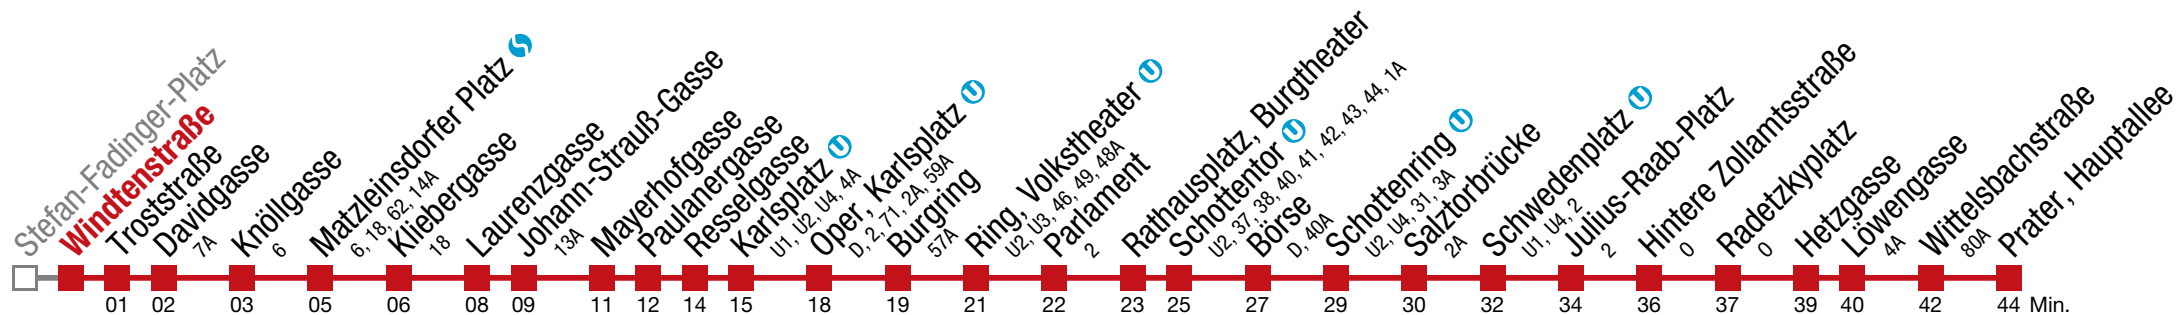 Stefan-Fadinger-Platz
Windtenstraße
Troststraße
Davidgasse
7A
Knöllgasse
6
Matzleinsdorfer Platz S
6, 18, 62, 14A
Kliebergasse
18
Laurenzgasse
Johann-Strauß-Gasse
13A
Mayerhofgasse
Paulanergasse
Resselgasse
Karlsplatz U
U1, U2, U4, 4A
Oper, Karlsplatz U
D, 2, 71, 2A, 59A
Burgring
57A
Ring, Volkstheater U
U2, U3, 46, 49, 48A
Parlament
2
Rathausplatz, Burgtheater
Schottentor U
U2, 37, 38, 40, 41, 42, 43, 44, 1A
Börse
D, 40A
Schottenring U
U2, U4, 31, 3A
Salztorbrücke
2A
Schwedenplatz U
U1, U4, 2
Julius-Raab-Platz
2
Hintere Zollamtsstraße
O
Radetzkyplatz
O
Hetzgasse
Löwengasse
4A
Wittelsbachstraße
80A
Prater, Hauptallee
01 02 03 05 06 08 09 11 12 14 15 18 19 21 22 23 25 27 29 30 32 34 36 37 39 40 42 44 Min.